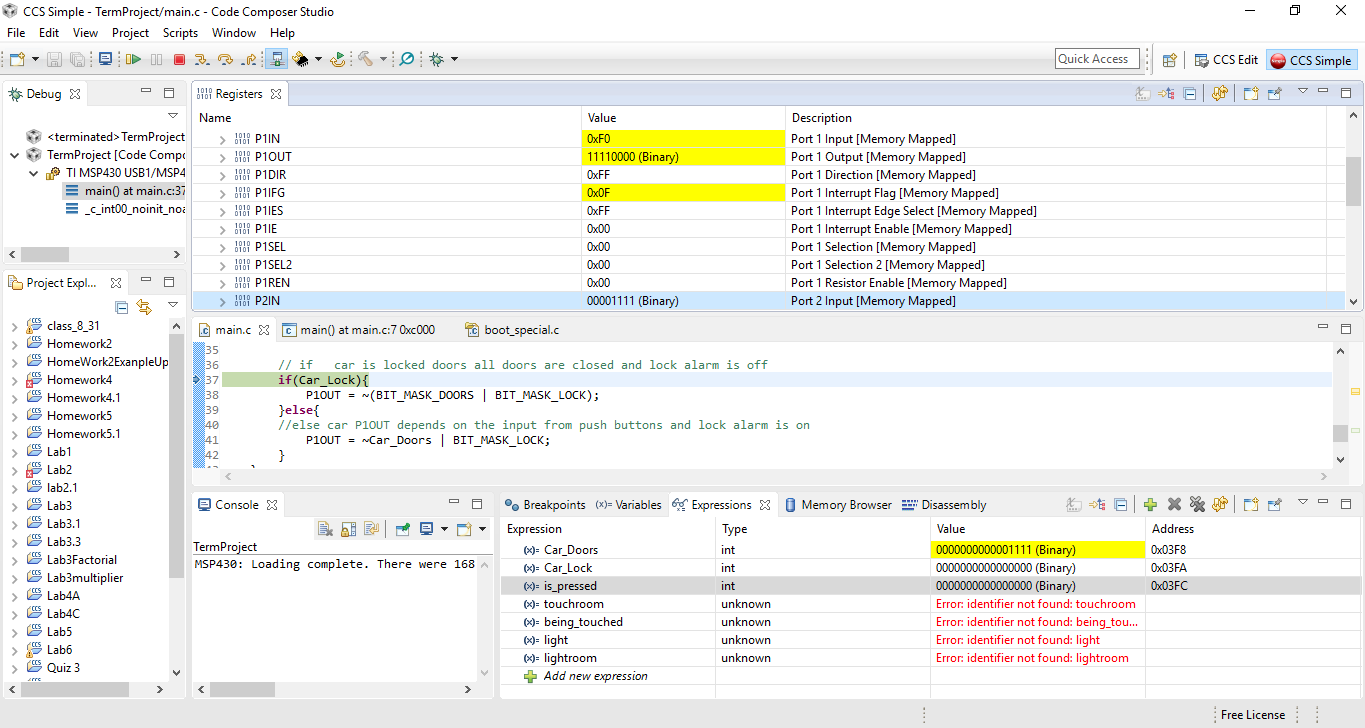 CCS Simple - TermProject/main.c - Code Composer Studio
File Edit View Project Scripts Window Help
Quick Access CCS Edit CCS Simple
Debug
<terminated> TermProject
TermProject [Code Compo
TI MSP430 USB1/MSP4
main() at main.c:37
_c_int00_noinit_noa
Registers
Name Value Description
P1IN 0xF0 Port 1 Input [Memory Mapped]
P1OUT 11110000 (Binary) Port 1 Output [Memory Mapped]
P1DIR 0xFF Port 1 Direction [Memory Mapped]
P1IFG 0x0F Port 1 Interrupt Flag [Memory Mapped]
P1IES 0xFF Port 1 Interrupt Edge Select [Memory Mapped]
P1IE 0x00 Port 1 Interrupt Enable [Memory Mapped]
P1SEL 0x00 Port 1 Selection [Memory Mapped]
P1SEL2 0x00 Port 1 Selection 2 [Memory Mapped]
P1REN 0x00 Port 1 Resistor Enable [Memory Mapped]
P2IN 00001111 (Binary) Port 2 Input [Memory Mapped]
Project Expl...
class_8_31
Homework2
HomeWork2ExanpleUp
Homework4
Homework4.1
Homework5
Homework5.1
Lab1
Lab2
lab2.1
Lab3
Lab3.1
Lab3.3
Lab3Factorial
Lab3multiplier
Lab4A
Lab4C
Lab5
Lab6
Quiz 3
main.c main() at main.c:7 0xc000 boot_special.c
35
36 // if car is locked doors all doors are closed and lock alarm is off
37 if(Car_Lock){
38 P1OUT = ~(BIT_MASK_DOORS | BIT_MASK_LOCK);
39 }else{
40 //else car P1OUT depends on the input from push buttons and lock alarm is on
41 P1OUT = ~Car_Doors | BIT_MASK_LOCK;
42 }
Console
TermProject
MSP430: Loading complete. There were 168
Breakpoints (x)= Variables Expressions Memory Browser Disassembly
Expression Type Value Address
(x)= Car_Doors int 0000000000001111 (Binary) 0x03F8
(x)= Car_Lock int 0000000000000000 (Binary) 0x03FA
(x)= is_pressed int 0000000000000000 (Binary) 0x03FC
(x)= touchroom unknown Error: identifier not found: touchroom
(x)= being_touched unknown Error: identifier not found: being_tou...
(x)= light unknown Error: identifier not found: light
(x)= lightroom unknown Error: identifier not found: lightroom
Add new expression
Free License